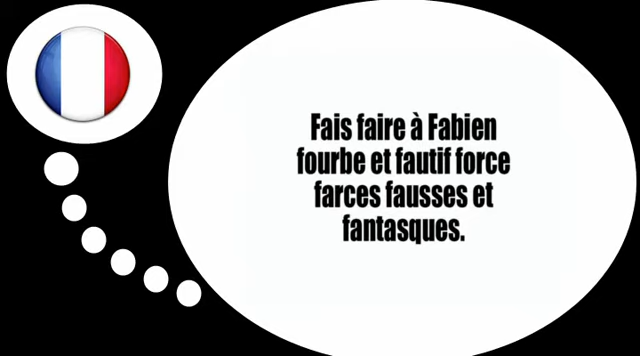 Fais faire à Fabien
fourbe et fautif force
farces fausses et
fantasques.